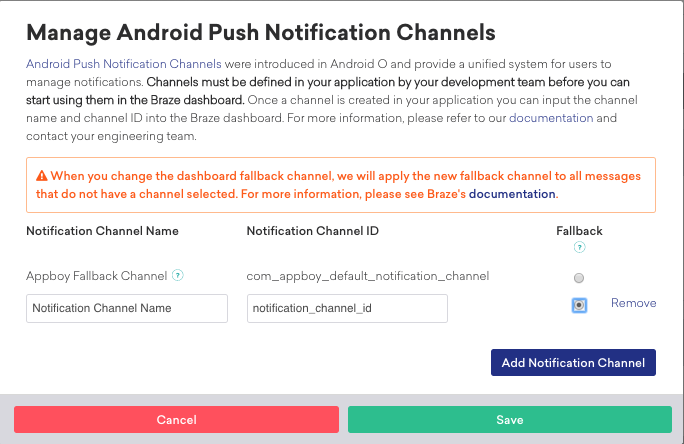 Manage Android Push Notification Channels
Android Push Notification Channels were introduced in Android O and provide a unified system for users to
manage notifications. Channels must be defined in your application by your development team before you can
start using them in the Braze dashboard. Once a channel is created in your application you can input the channel
name and channel ID into the Braze dashboard. For more information, please refer to our documentation and
contact your engineering team.
When you change the dashboard fallback channel, we will apply the new fallback channel to all messages
that do not have a channel selected. For more information, please see Braze's documentation.
Notification Channel Name Notification Channel ID Fallback
?
Appboy Fallback Channel ? com_appboy_default_notification_channel
Notification Channel Name notification_channel_id Remove
Add Notification Channel
Cancel Save